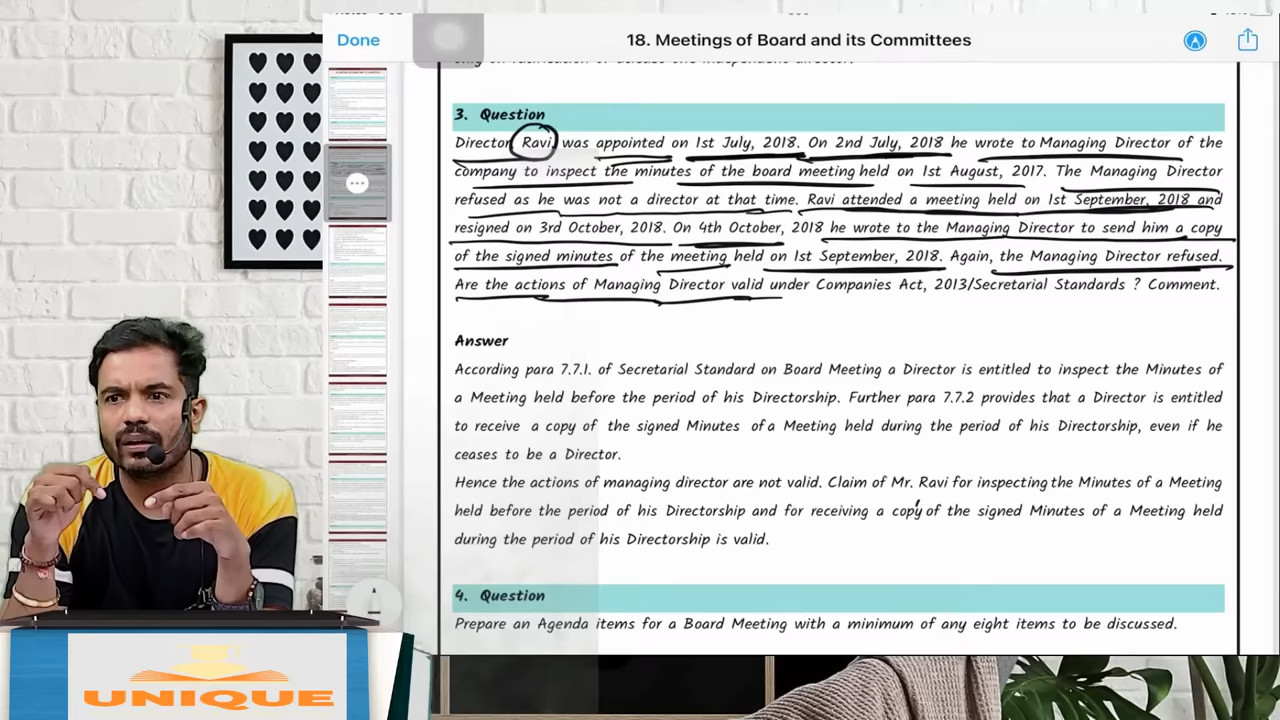 Done
18. Meetings of Board and its Committees
3. Question
Director Ravi was appointed on 1st July, 2018. On 2nd July, 2018 he wrote to Managing Director of the
company to inspect the minutes of the board meeting held on 1st August, 2017. The Managing Director
refused as he was not a director at that time. Ravi attended a meeting held on 1st September, 2018 and
resigned on 3rd October, 2018. On 4th October 2018 he wrote to the Managing Director to send him a copy
of the signed minutes of the meeting held on 1st September, 2018. Again, the Managing Director
Are the actions of Managing Director valid under Companies Act, 2013/Secretarial Standards ? Comment.
Answer
According para 7.7.1. of Secretarial Standard on Board Meeting a Director is entitled to inspect the Minutes of
a Meeting held before the period of his Directorship. Further para 7.7.2 provides that a Director is entitled
to receive a copy of the signed Minutes of a Meeting held during the period of his Directorship, even if he
ceases to be a Director.
Hence the actions of managing director are not valid. Claim of Mr. Ravi for inspecting the Minutes of a Meeting
held before the period of his Directorship and for receiving a copy of the signed Minutes of a Meeting held
during the period of his Directorship is valid.
4. Question
Prepare an Agenda items for a Board Meeting with a minimum of any eight items to be discussed.
UNIQUE